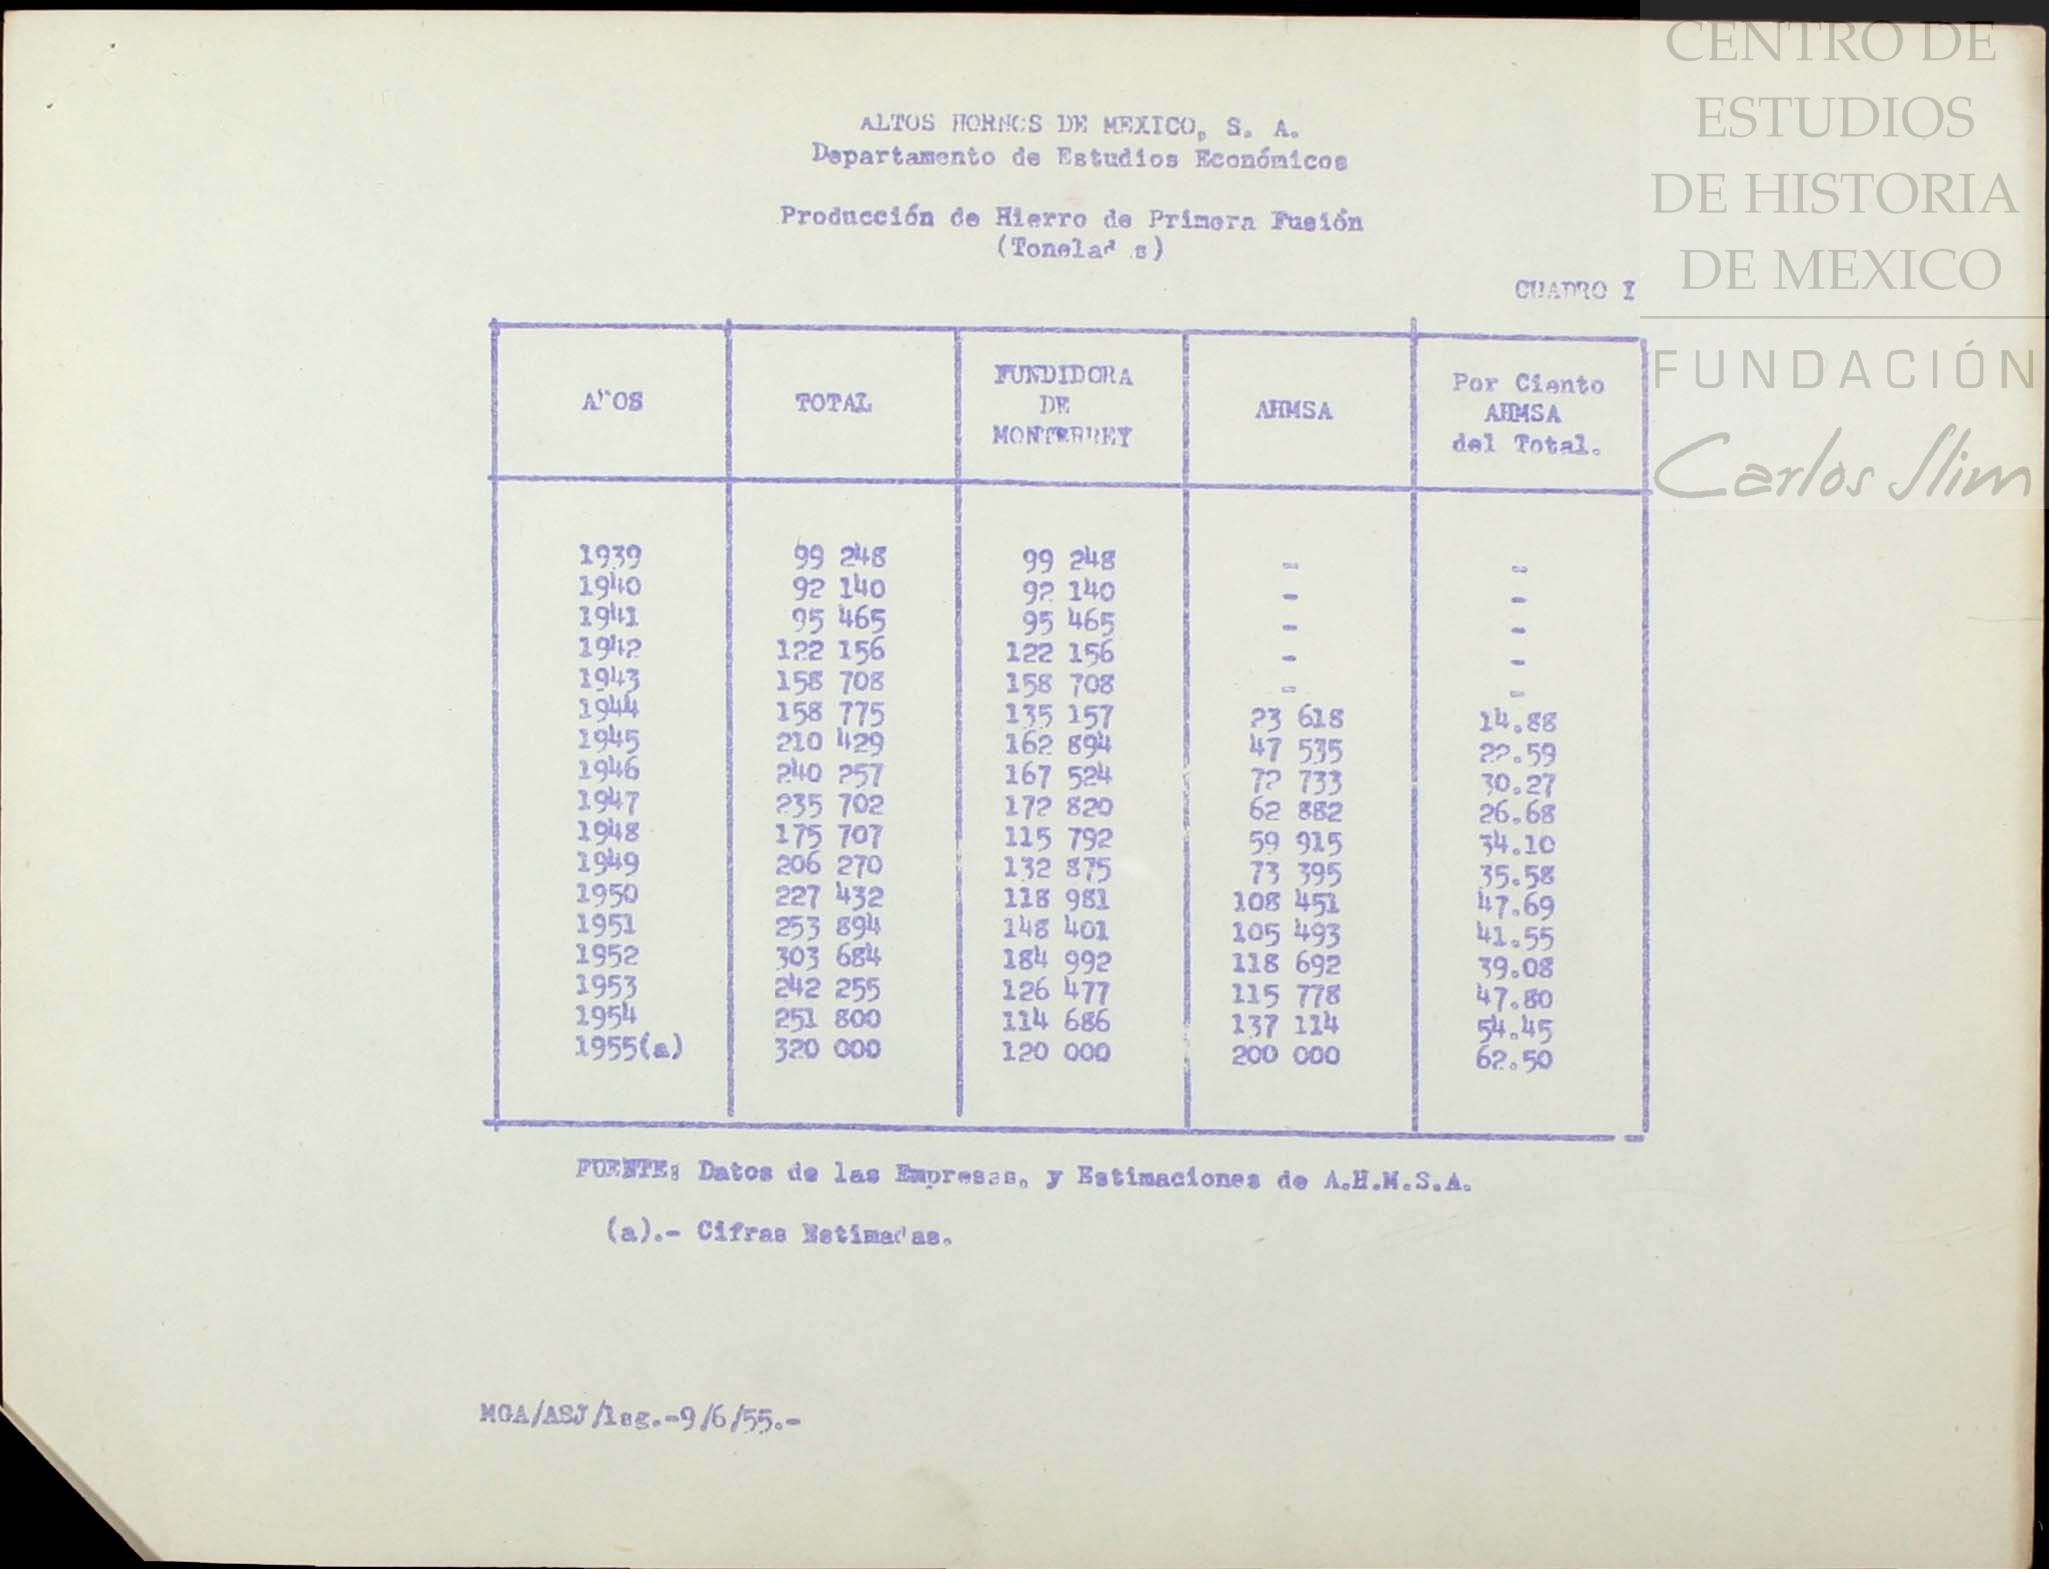 CENTRO DE
ESTUDIOS
DE HISTORIA
DE MEXICO
FUNDACIÓN
Carlos Slim
ALTOS HORNOS DE MEXICO, S. A.
Departamento de Estudios Económicos
Producción de Hierro de Primera Fusión
(Tonelad s)
CUADRO I
A OS TOTAL FUNDIDORA DE MONTERREY AHMSA Por Ciento AHMSA del Total.
1939 99 248 99 248 - -
1940 92 140 92 140 - -
1941 95 465 95 465 - -
1942 122 156 122 156 - -
1943 158 708 158 708 - -
1944 158 775 135 157 23 618 14.88
1945 210 429 162 894 47 535 22.59
1946 240 257 167 524 72 733 30.27
1947 235 702 172 820 62 882 26.68
1948 175 707 115 792 59 915 34.10
1949 206 270 132 875 73 395 35.58
1950 227 432 118 981 108 451 47.69
1951 253 894 148 401 105 493 41.55
1952 303 684 184 992 118 692 39.08
1953 242 255 126 477 115 778 47.80
1954 251 800 114 686 137 114 54.45
1955(a) 320 000 120 000 200 000 62.50
FUENTE: Datos de las Empresas, y Estimaciones de A.H.M.S.A.
(a).- Cifras Estimadas.
MGA/ASJ/lsg.-9/6/55.-